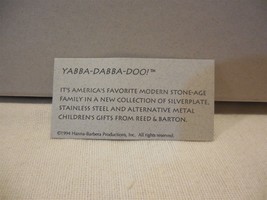 YABBA-DABBA-DOO!™
IT'S AMERICA'S FAVORITE MODERN STONE-AGE
FAMILY IN A NEW COLLECTION OF SILVERPLATE,
STAINLESS STEEL AND ALTERNATIVE METAL
CHILDREN'S GIFTS FROM REED & BARTON.
©1994 Hanna-Barbera Productions, Inc. All rights reserved.